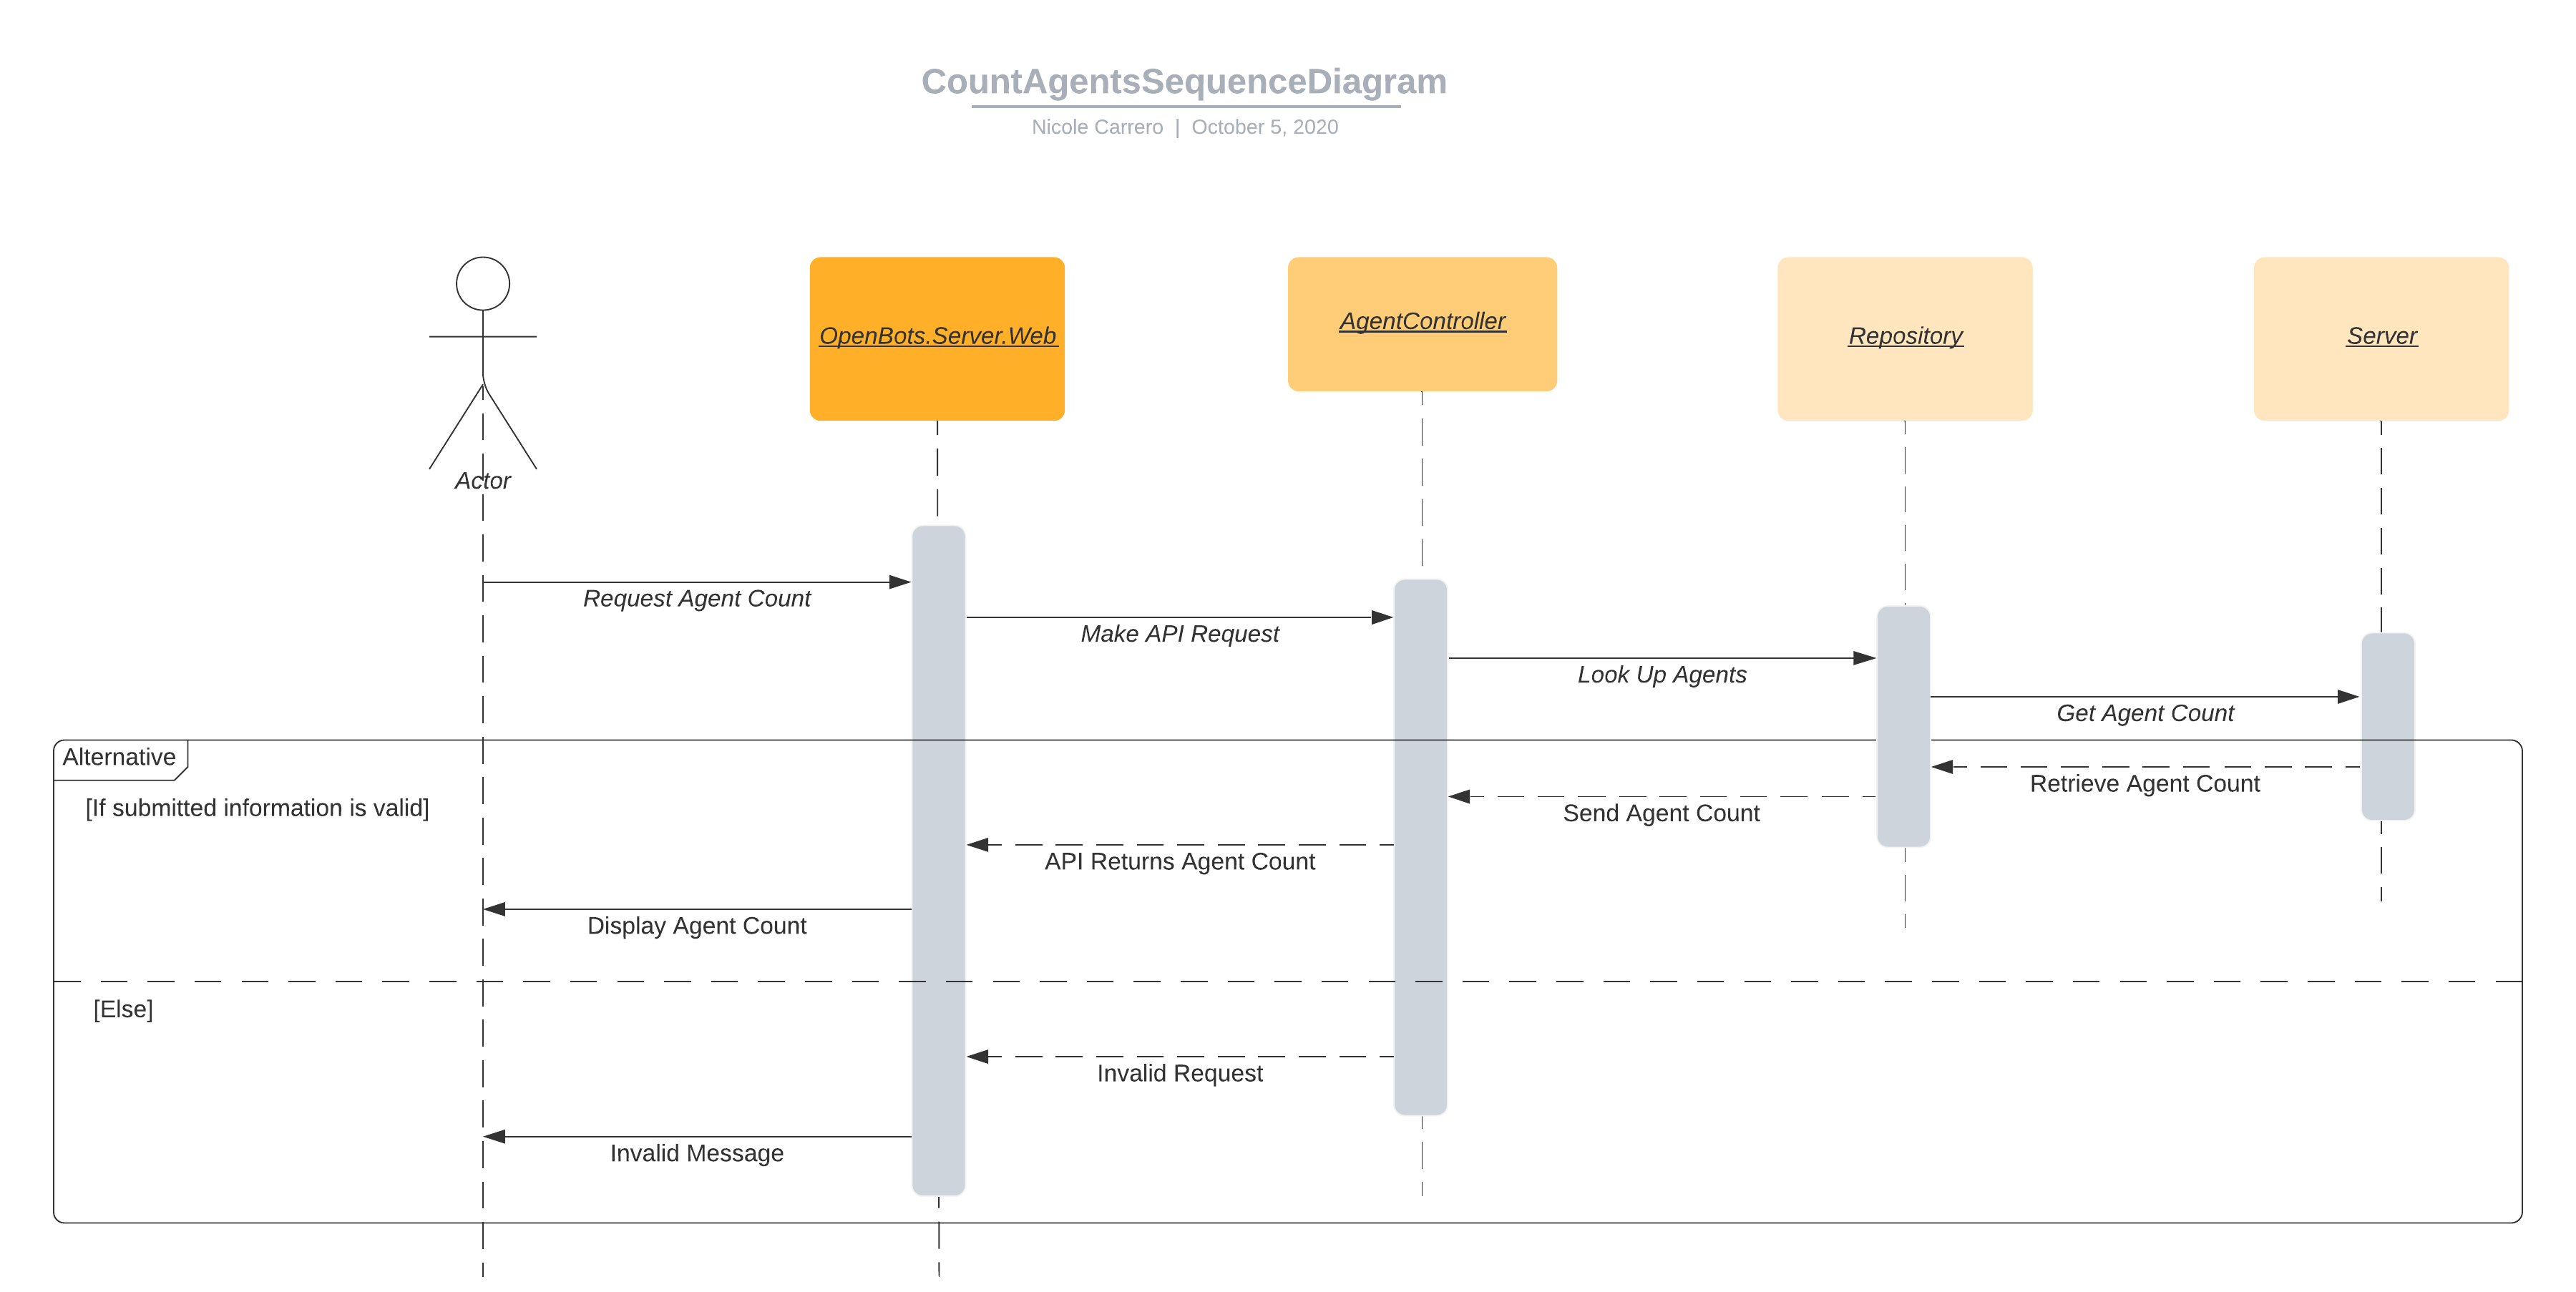 CountAgentsSequenceDiagram
Nicole Carrero | October 5, 2020
Actor
OpenBots.Server.Web
AgentController
Repository
Server
Request Agent Count
Make API Request
Look Up Agents
Get Agent Count
Alternative
[If submitted information is valid]
Retrieve Agent Count
Send Agent Count
API Returns Agent Count
Display Agent Count
[Else]
Invalid Request
Invalid Message